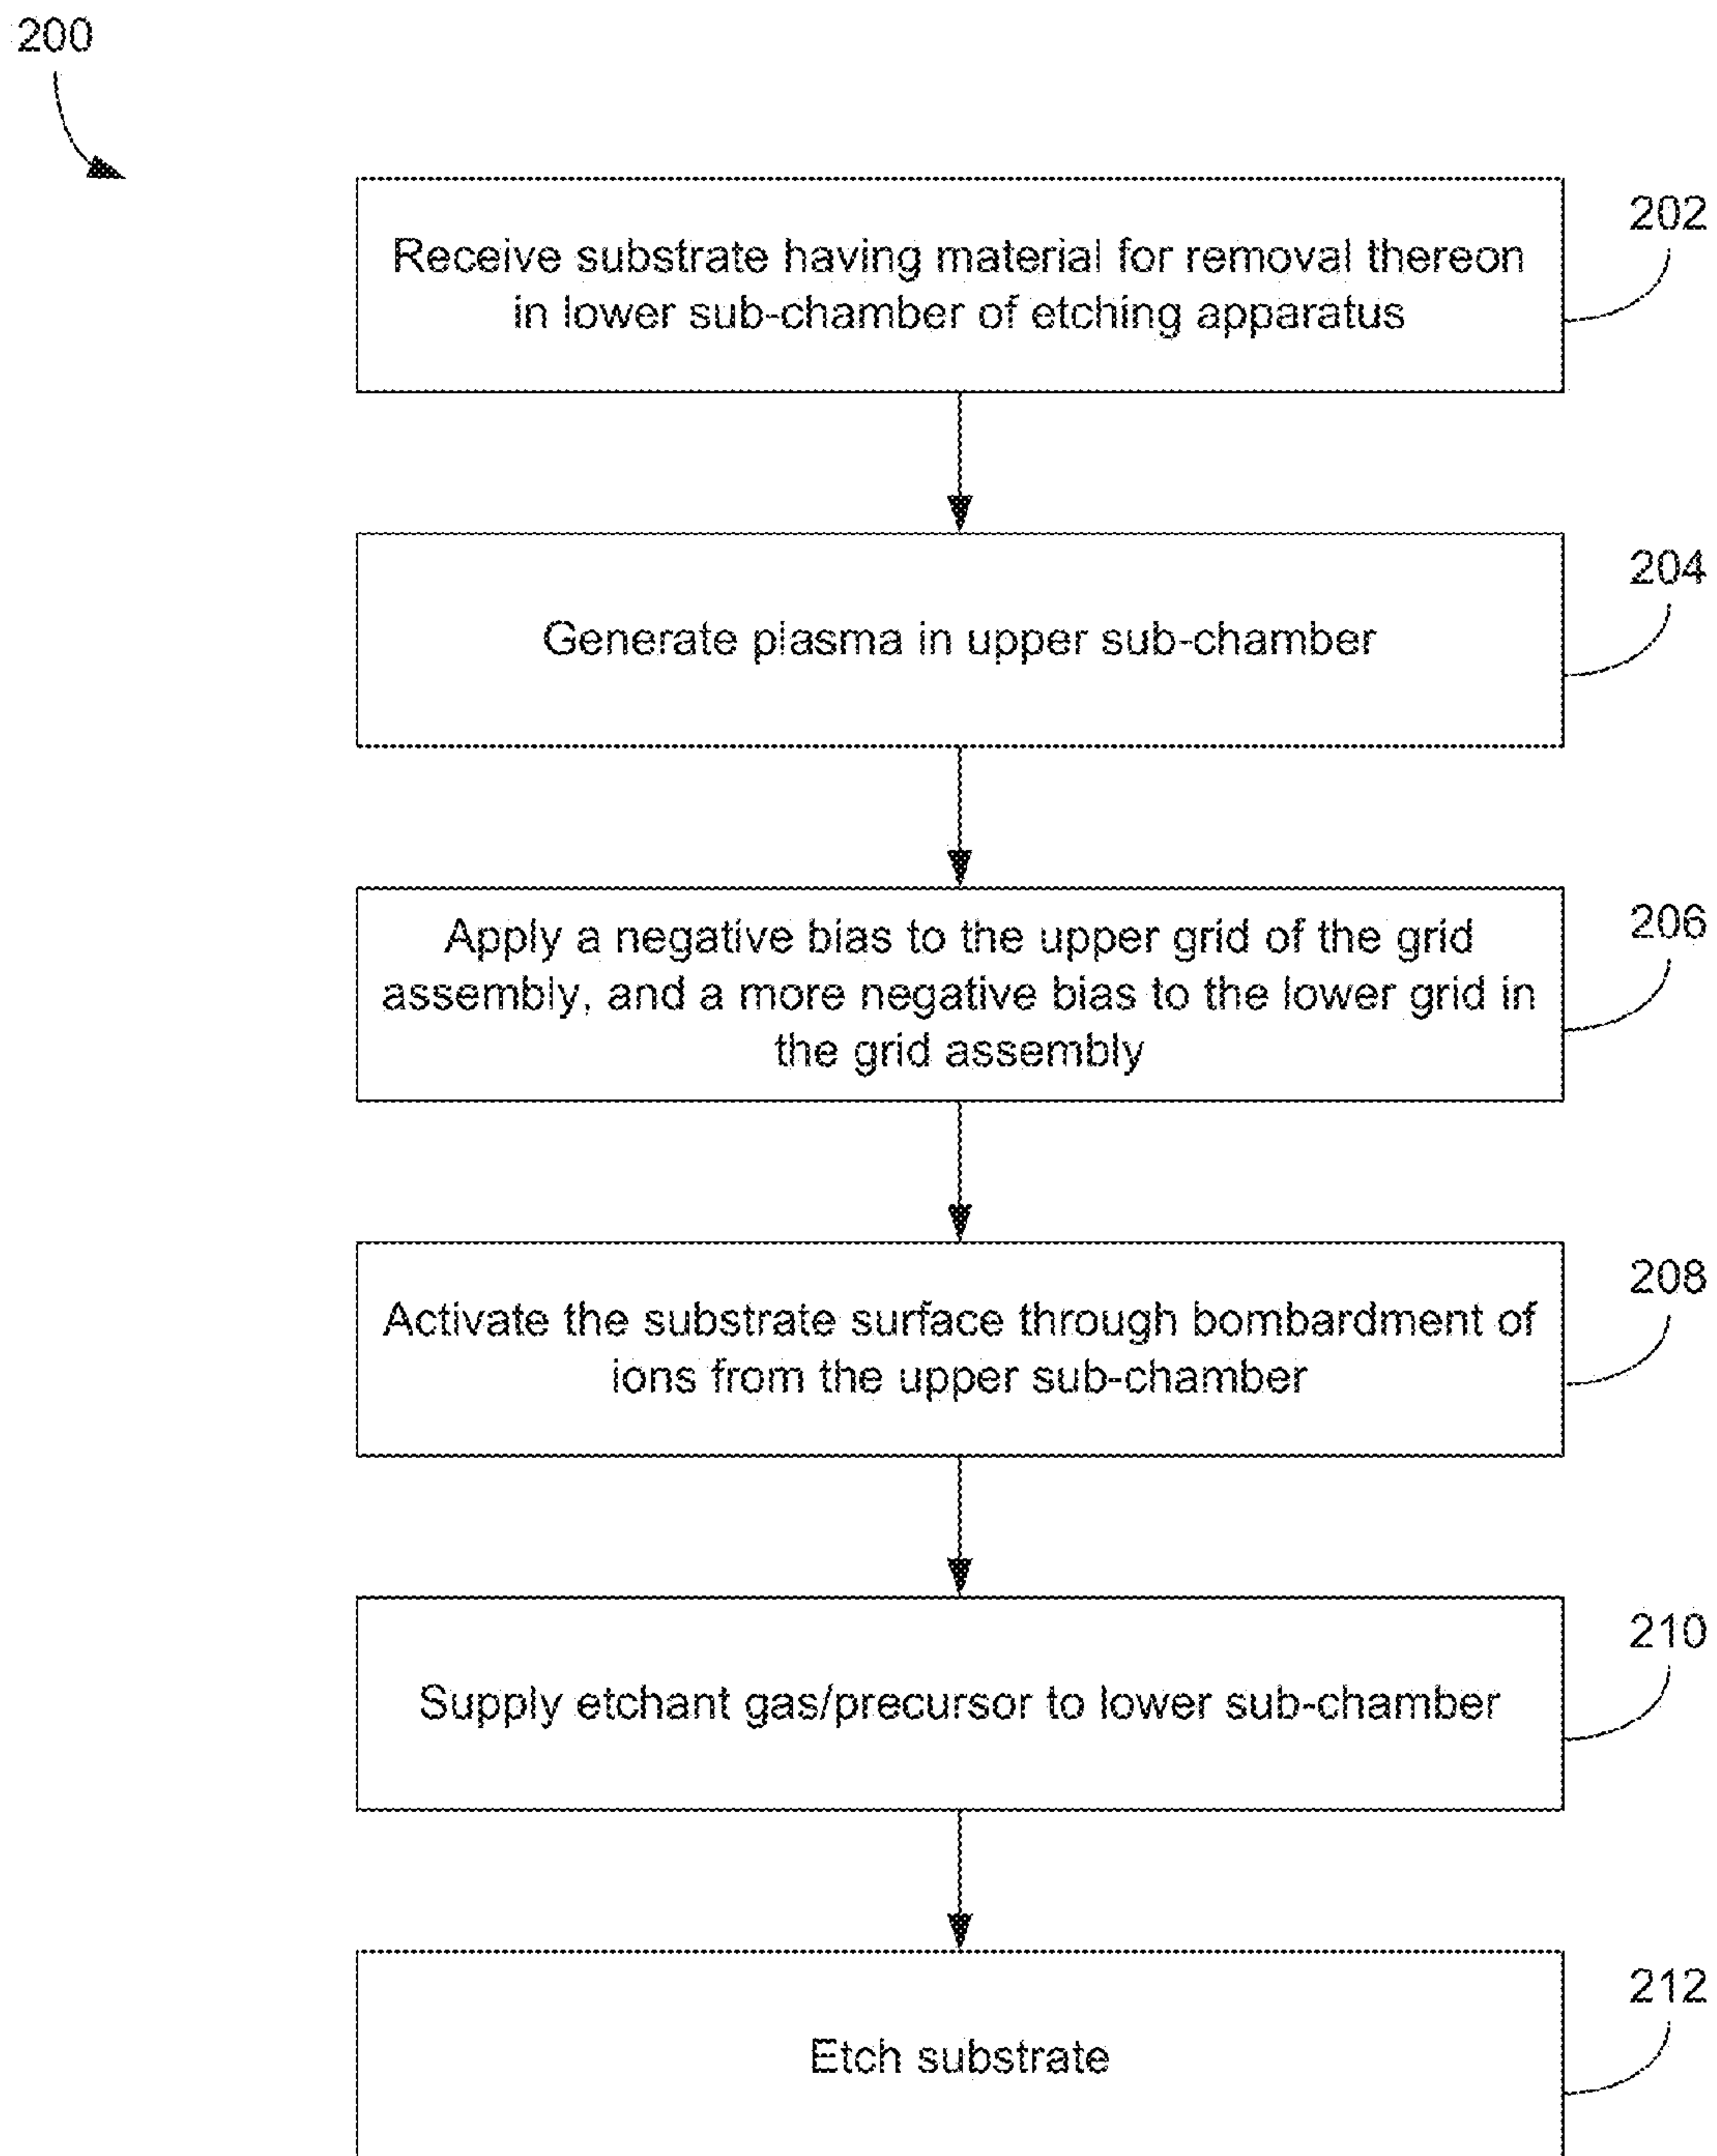 200
202
Receive substrate having material for removal thereon
in lower sub-chamber of etching apparatus
204
Generate plasma in upper sub-chamber
206
Apply a negative bias to the upper grid of the grid
assembly, and a more negative bias to the lower grid in
the grid assembly
208
Activate the substrate surface through bombardment of
ions from the upper sub-chamber
210
Supply etchant gas/precursor to lower sub-chamber
212
Etch substrate